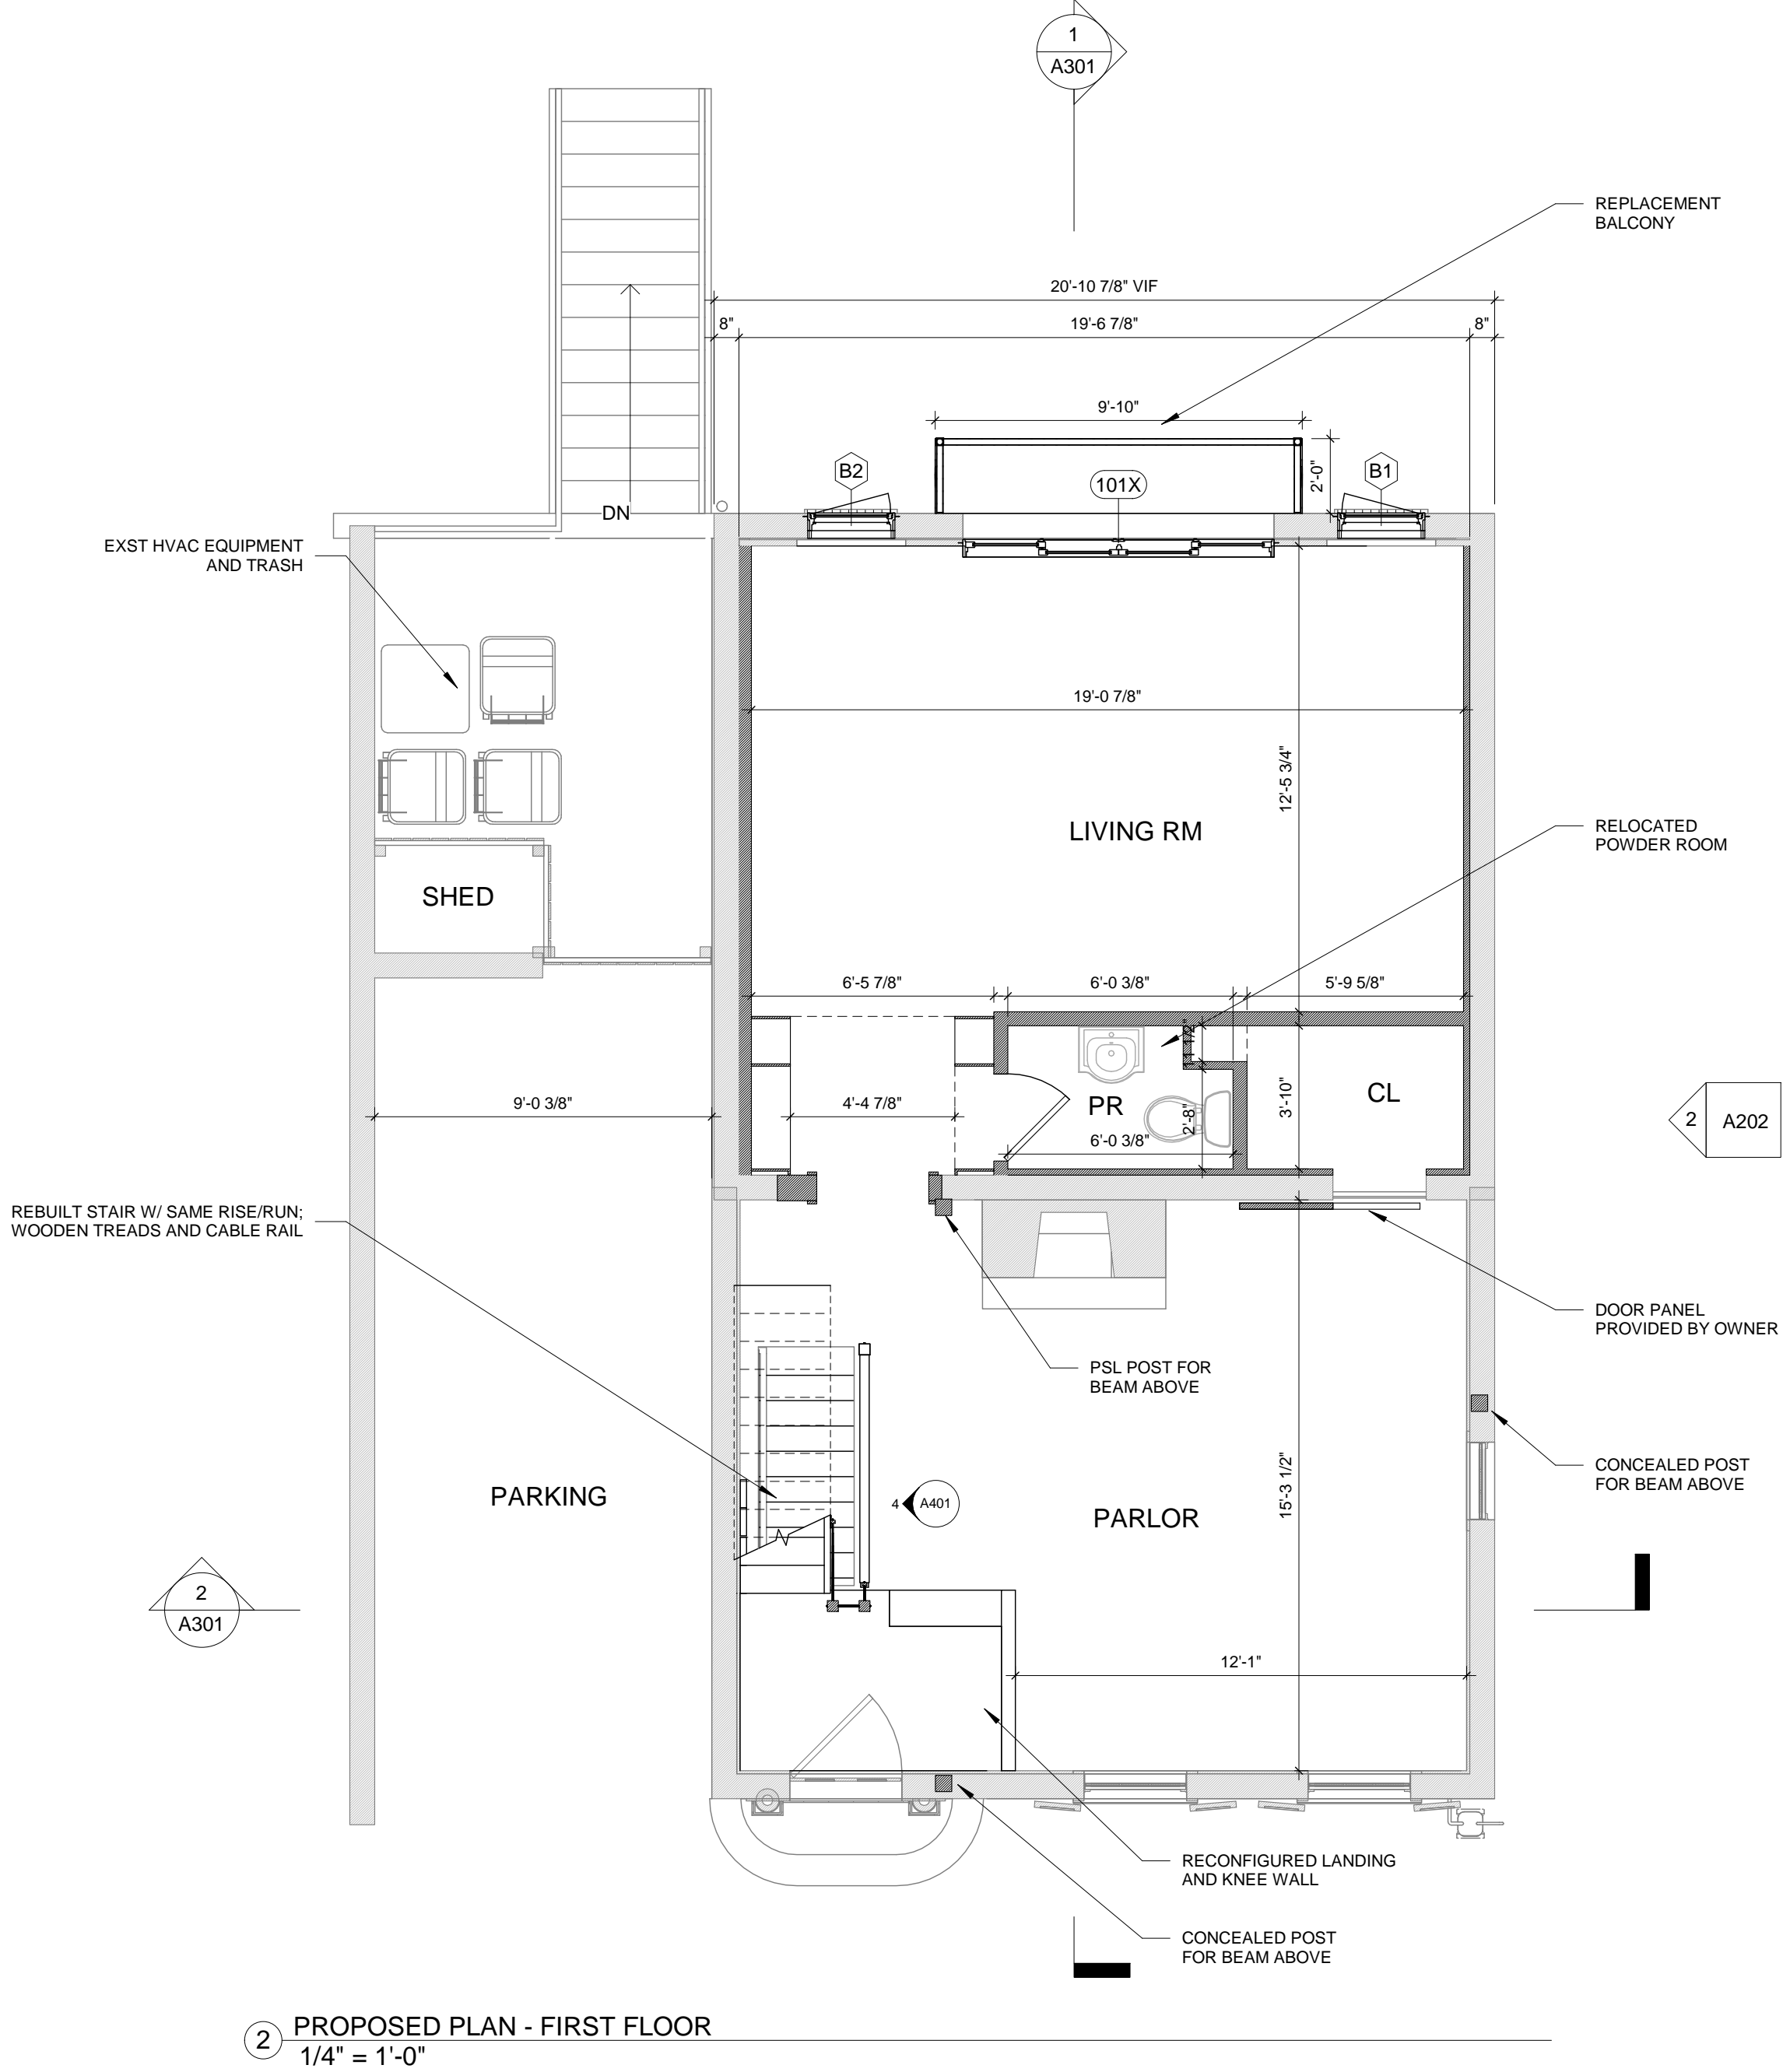 1
A301
REPLACEMENT
BALCONY
20'-10 7/8" VIF
8"
19'-6 7/8"
8"
9'-10"
B2
101X
B1
2'-0"
DN
EXST HVAC EQUIPMENT
AND TRASH
19'-0 7/8"
12'-5 3/4"
LIVING RM
RELOCATED
POWDER ROOM
SHED
6'-5 7/8"
6'-0 3/8"
5'-9 5/8"
9'-0 3/8"
4'-4 7/8"
PR
2'-8"
6'-0 3/8"
3'-10"
CL
2
A202
REBUILT STAIR W/ SAME RISE/RUN;
WOODEN TREADS AND CABLE RAIL
DOOR PANEL
PROVIDED BY OWNER
PSL POST FOR
BEAM ABOVE
CONCEALED POST
FOR BEAM ABOVE
PARKING
4
A401
PARLOR
15'-3 1/2"
2
A301
12'-1"
RECONFIGURED LANDING
AND KNEE WALL
CONCEALED POST
FOR BEAM ABOVE
2
PROPOSED PLAN - FIRST FLOOR
1/4" = 1'-0"